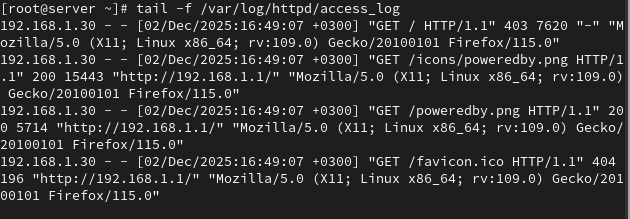 [root@server ~]# tail -f /var/log/httpd/access_log
192.168.1.30 - - [02/Dec/2025:16:49:07 +0300] "GET / HTTP/1.1" 403 7620 "-" "M
ozilla/5.0 (X11; Linux x86_64; rv:109.0) Gecko/20100101 Firefox/115.0"
192.168.1.30 - - [02/Dec/2025:16:49:07 +0300] "GET /icons/poweredby.png HTTP/1
.1" 200 15443 "http://192.168.1.1/" "Mozilla/5.0 (X11; Linux x86_64; rv:109.0)
 Gecko/20100101 Firefox/115.0"
192.168.1.30 - - [02/Dec/2025:16:49:07 +0300] "GET /poweredby.png HTTP/1.1" 20
0 5714 "http://192.168.1.1/" "Mozilla/5.0 (X11; Linux x86_64; rv:109.0) Gecko/
20100101 Firefox/115.0"
192.168.1.30 - - [02/Dec/2025:16:49:07 +0300] "GET /favicon.ico HTTP/1.1" 404
196 "http://192.168.1.1/" "Mozilla/5.0 (X11; Linux x86_64; rv:109.0) Gecko/201
00101 Firefox/115.0"